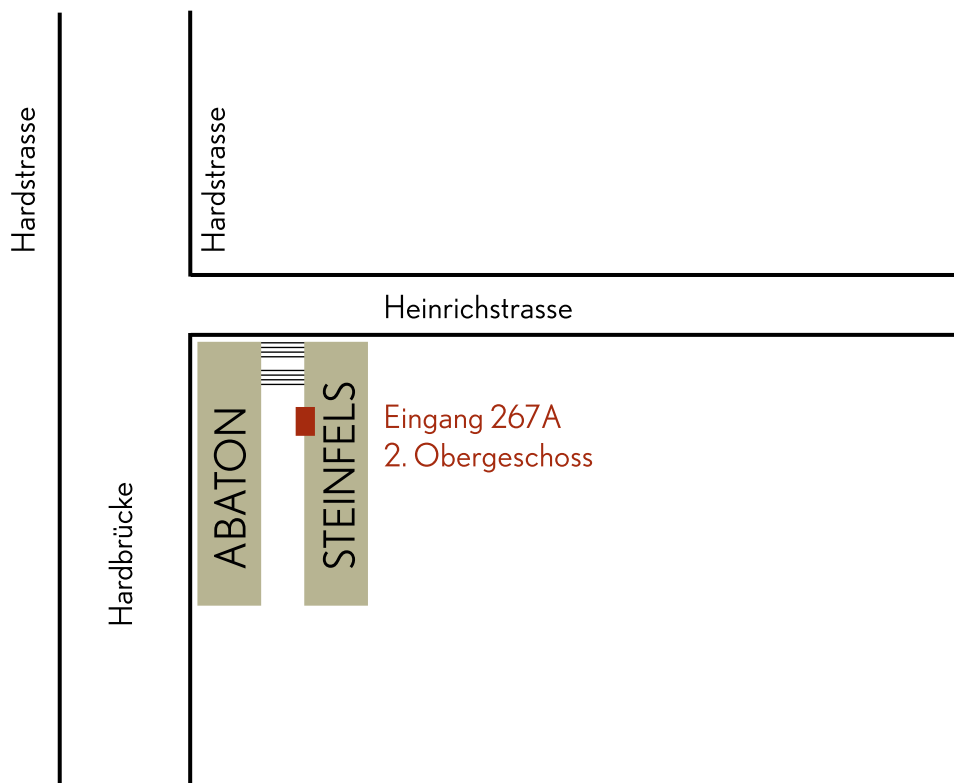 Hardstrasse
Hardstrasse
Heinrichstrasse
ABATON
STEINFELS
Eingang 267A
2. Obergeschoss
Hardbrücke